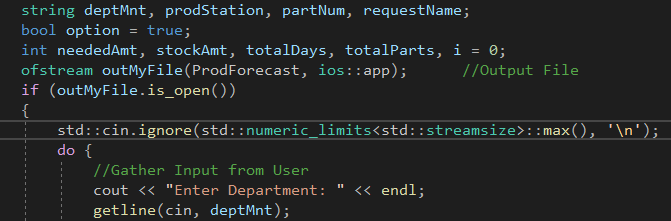 string deptMnt, prodStation, partNum, requestName;
bool option = true;
int neededAmt, stockAmt, totalDays, totalParts, i = 0;
ofstream outMyFile(ProdForecast, ios::app);       //Output File
if (outMyFile.is_open())
{
    std::cin.ignore(std::numeric_limits<std::streamsize>::max(), '\n');
    do {
        //Gather Input from User
        cout << "Enter Department: " << endl;
        getline(cin, deptMnt);